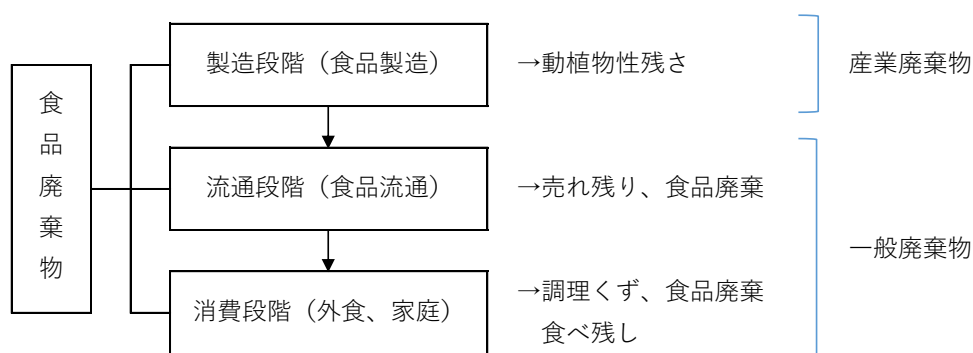 食品廃棄物
製造段階（食品製造）
→動植物性残さ
産業廃棄物
流通段階（食品流通）
→売れ残り、食品廃棄
一般廃棄物
消費段階（外食、家庭）
→調理くず、食品廃棄
食べ残し